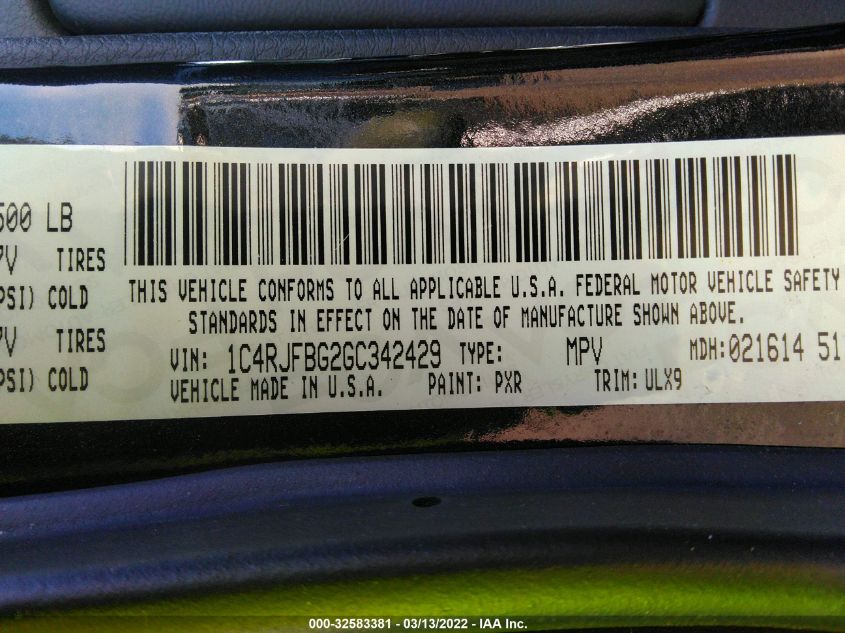 500 LB
TIRES
PSI) COLD
TIRES
PSI) COLD
THIS VEHICLE CONFORMS TO ALL APPLICABLE U.S.A. FEDERAL MOTOR VEHICLE SAFETY
STANDARDS IN EFFECT ON THE DATE OF MANUFACTURE SHOWN ABOVE.
VIN: 1C4RJFBG2GC342429 TYPE: MPV MDH:021614 51
VEHICLE MADE IN U.S.A. PAINT: PXR TRIM: ULX9
000-32583381 - 03/13/2022 - IAA Inc.